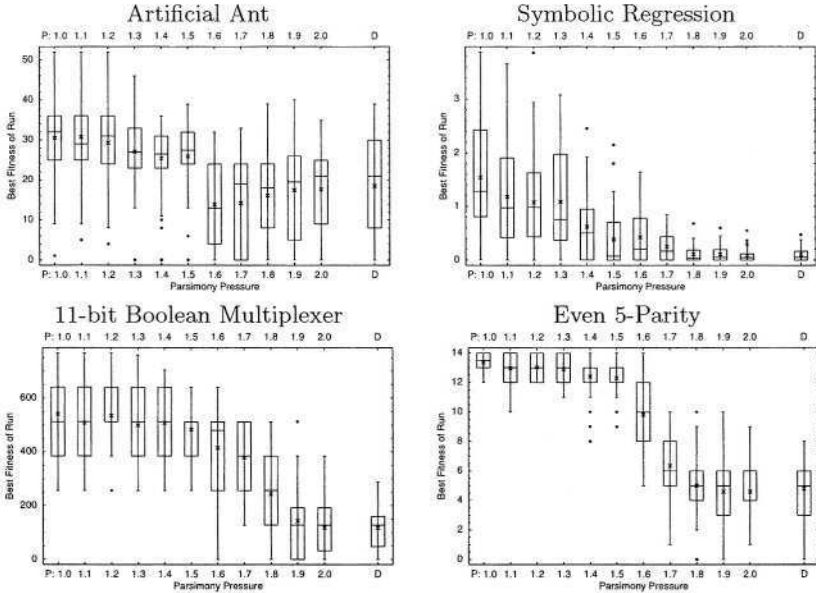 Artificial Ant
P: 1.0 1.1 1.2 1.3 1.4 1.5 1.6 1.7 1.8 1.9 2.0 D
50
40
30
20
10
0
Best Fitness of Run
P: 1.0 1.1 1.2 1.3 1.4 1.5 1.6 1.7 1.8 1.9 2.0 D
Parsimony Pressure
Symbolic Regression
P: 1.0 1.1 1.2 1.3 1.4 1.5 1.6 1.7 1.8 1.9 2.0 D
3
2
1
0
Best Fitness of Run
P: 1.0 1.1 1.2 1.3 1.4 1.5 1.6 1.7 1.8 1.9 2.0 D
Parsimony Pressure
11-bit Boolean Multiplexer
P: 1.0 1.1 1.2 1.3 1.4 1.5 1.6 1.7 1.8 1.9 2.0 D
600
400
200
0
Best Fitness of Run
P: 1.0 1.1 1.2 1.3 1.4 1.5 1.6 1.7 1.8 1.9 2.0 D
Parsimony Pressure
Even 5-Parity
P: 1.0 1.1 1.2 1.3 1.4 1.5 1.6 1.7 1.8 1.9 2.0 D
14
12
10
8
6
4
2
0
Best Fitness of Run
P: 1.0 1.1 1.2 1.3 1.4 1.5 1.6 1.7 1.8 1.9 2.0 D
Parsimony Pressure